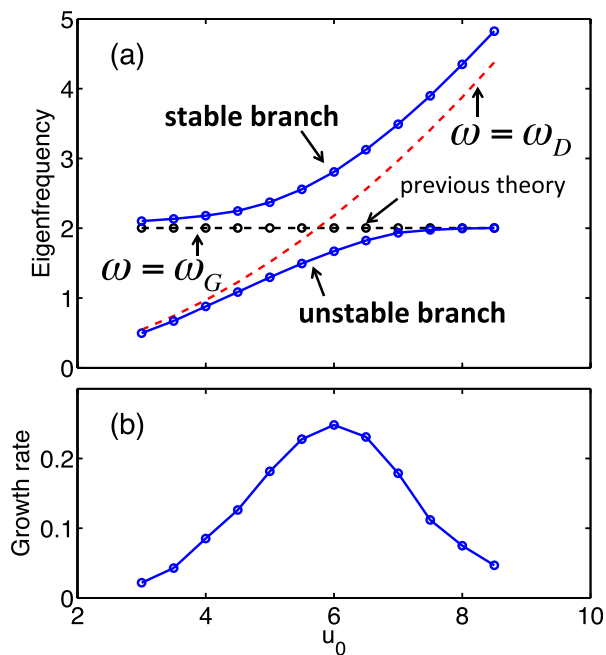 (a)
5
4
3
2
1
0
Eigenfrequency
stable branch
ω = ω_D
previous theory
ω = ω_G
unstable branch
(b)
0.2
0.1
0
Growth rate
2 4 6 8 10
u_0